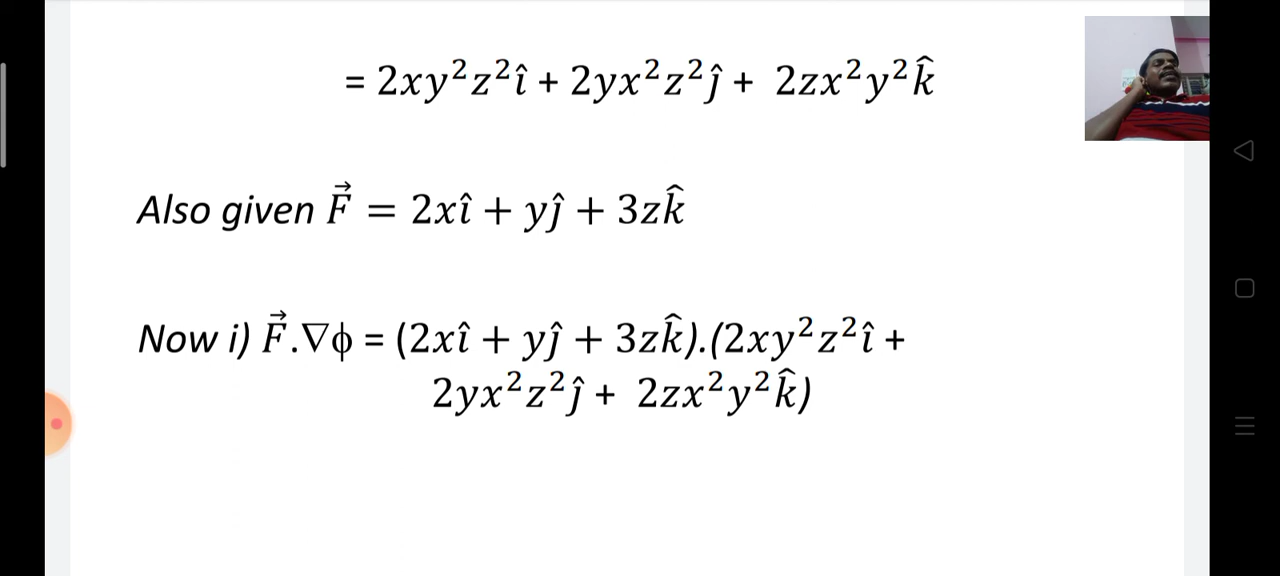 = 2xy²z²î + 2yx²z²ĵ + 2zx²y²k̂
Also given F⃗ = 2xî + yĵ + 3zk̂
Now i) F⃗.∇ϕ = (2xî + yĵ + 3zk̂).(2xy²z²î +
2yx²z²ĵ + 2zx²y²k̂)